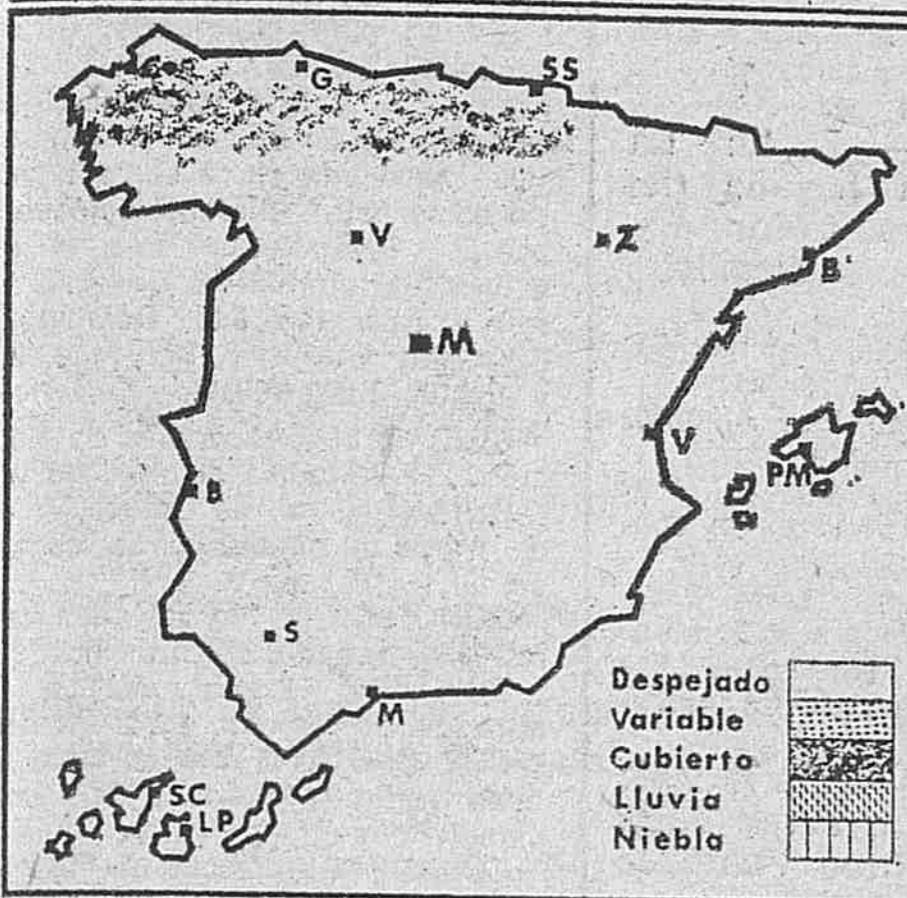 G
SS
V
Z
B
M
V
PM
B
S
M
SC
LP
Despejado
Variable
Cubierto
Lluvia
Niebla